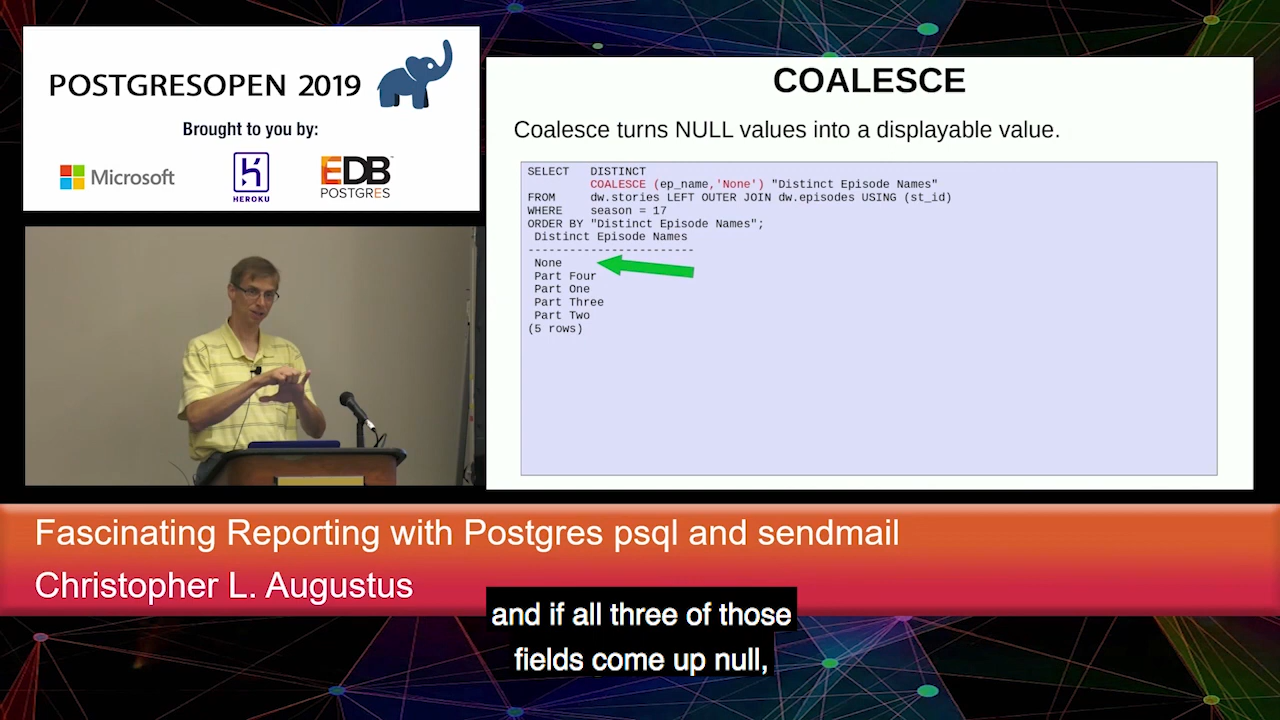 POSTGRESOPEN 2019
Brought to you by:
Microsoft
HEROKU
EDB
POSTGRES
COALESCE
Coalesce turns NULL values into a displayable value.
SELECT DISTINCT
COALESCE (ep_name,'None') "Distinct Episode Names"
FROM dw.stories LEFT OUTER JOIN dw.episodes USING (st_id)
WHERE season = 17
ORDER BY "Distinct Episode Names";
Distinct Episode Names
------------------------
None
Part Four
Part One
Part Three
Part Two
(5 rows)
Fascinating Reporting with Postgres psql and sendmail
Christopher L. Augustus
and if all three of those
fields come up null,